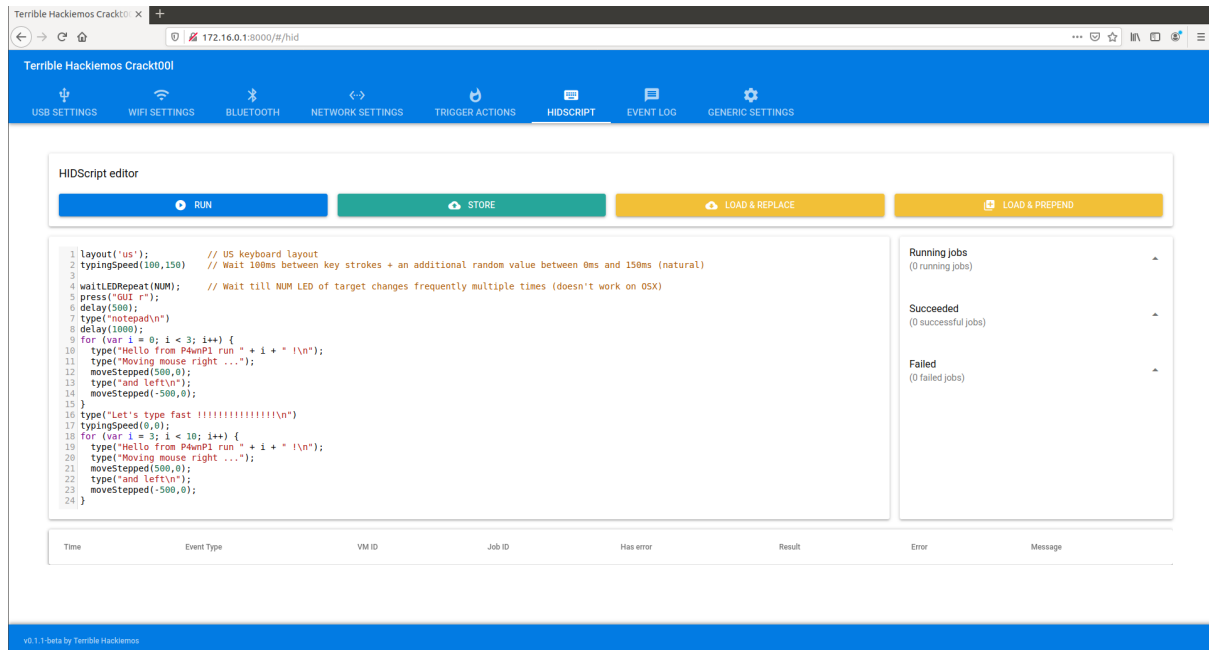 Terrible Hackiemos Crackt0
172.16.0.1:8000/#/hid
Terrible Hackiemos Crackt00l
USB SETTINGS
WIFI SETTINGS
BLUETOOTH
NETWORK SETTINGS
TRIGGER ACTIONS
HIDSCRIPT
EVENT LOG
GENERIC SETTINGS
HIDScript editor
RUN
STORE
LOAD & REPLACE
LOAD & PREPEND
1 layout('us');          // US keyboard layout
2 typingSpeed(100,150)   // Wait 100ms between key strokes + an additional random value between 0ms and 150ms (natural)
3
4 waitLEDRepeat(NUM);    // Wait till NUM LED of target changes frequently multiple times (doesn't work on OSX)
5 press("GUI r");
6 delay(500);
7 type("notepad\n")
8 delay(1000);
9 for (var i = 0; i < 3; i++) {
10   type("Hello from P4wnP1 run " + i + " !\n");
11   type("Moving mouse right ...");
12   moveStepped(500,0);
13   type("and left\n");
14   moveStepped(-500,0);
15 }
16 type("Let's type fast !!!!!!!!!!!!!!!\n")
17 typingSpeed(0,0);
18 for (var i = 3; i < 10; i++) {
19   type("Hello from P4wnP1 run " + i + " !\n");
20   type("Moving mouse right ...");
21   moveStepped(500,0);
22   type("and left\n");
23   moveStepped(-500,0);
24 }
Running jobs
(0 running jobs)
Succeeded
(0 successful jobs)
Failed
(0 failed jobs)
Time Event Type VM ID Job ID Has error Result Error Message
v0.1.1-beta by Terrible Hackiemos